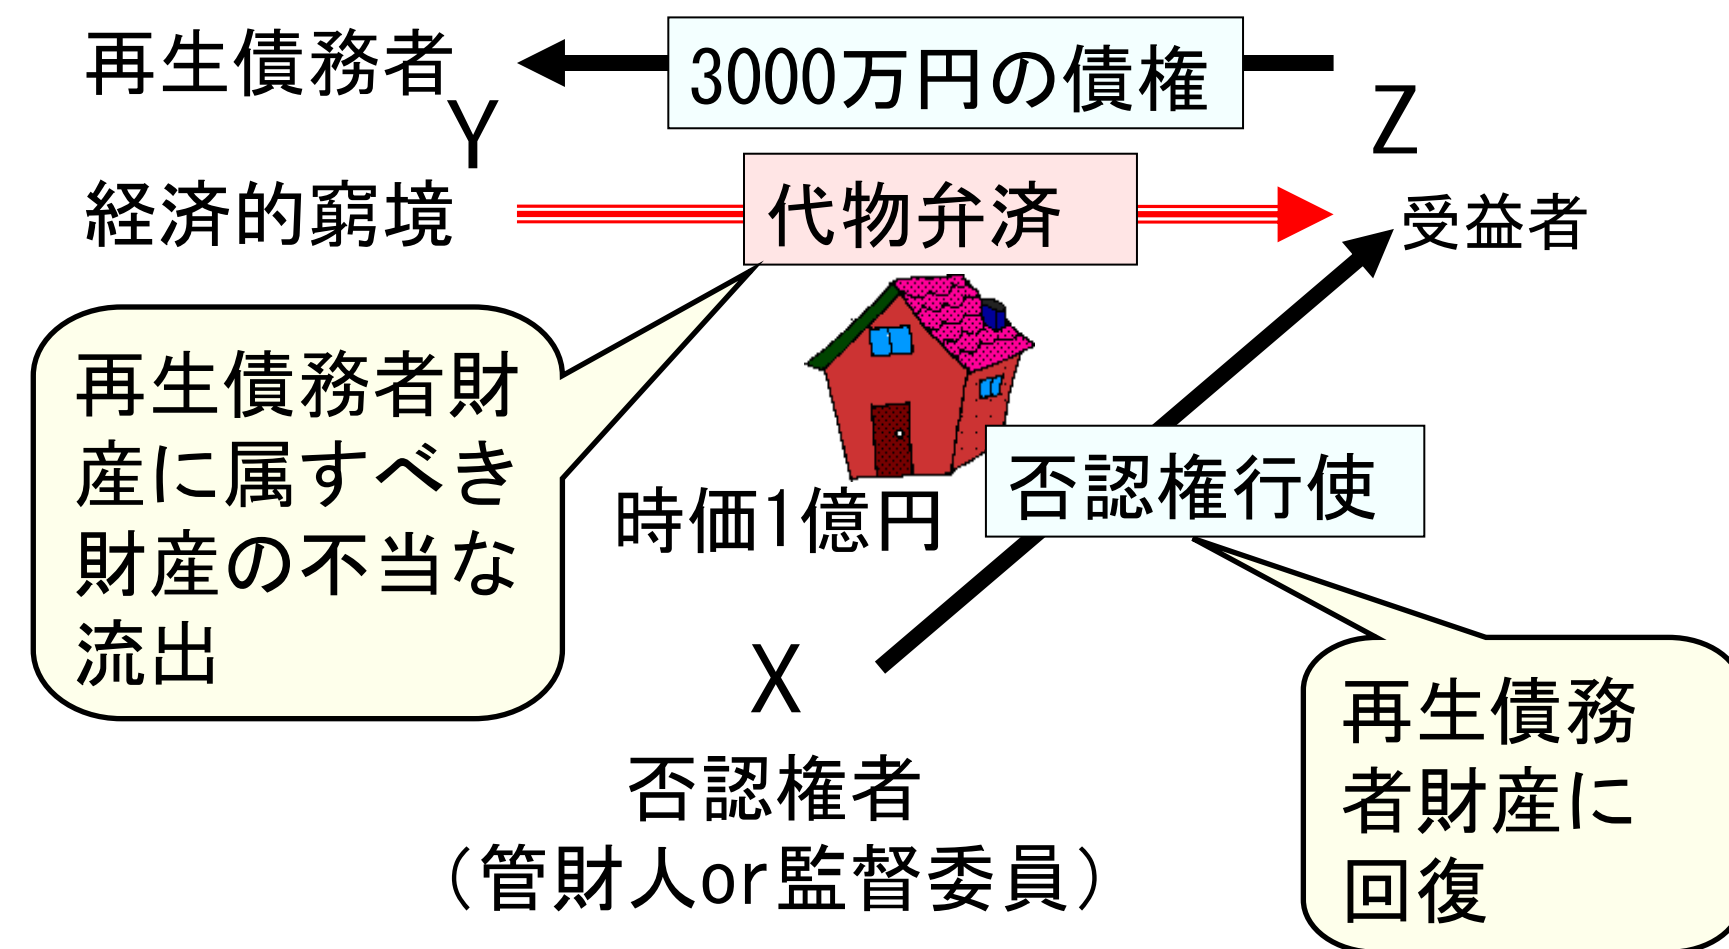 再生債務者
3000万円の債権
Y
Z
経済的窮境
代物弁済
受益者
再生債務者財
産に属すべき
財産の不当な
流出
時価1億円
否認権行使
X
否認権者
（管財人or監督委員）
再生債務
者財産に
回復